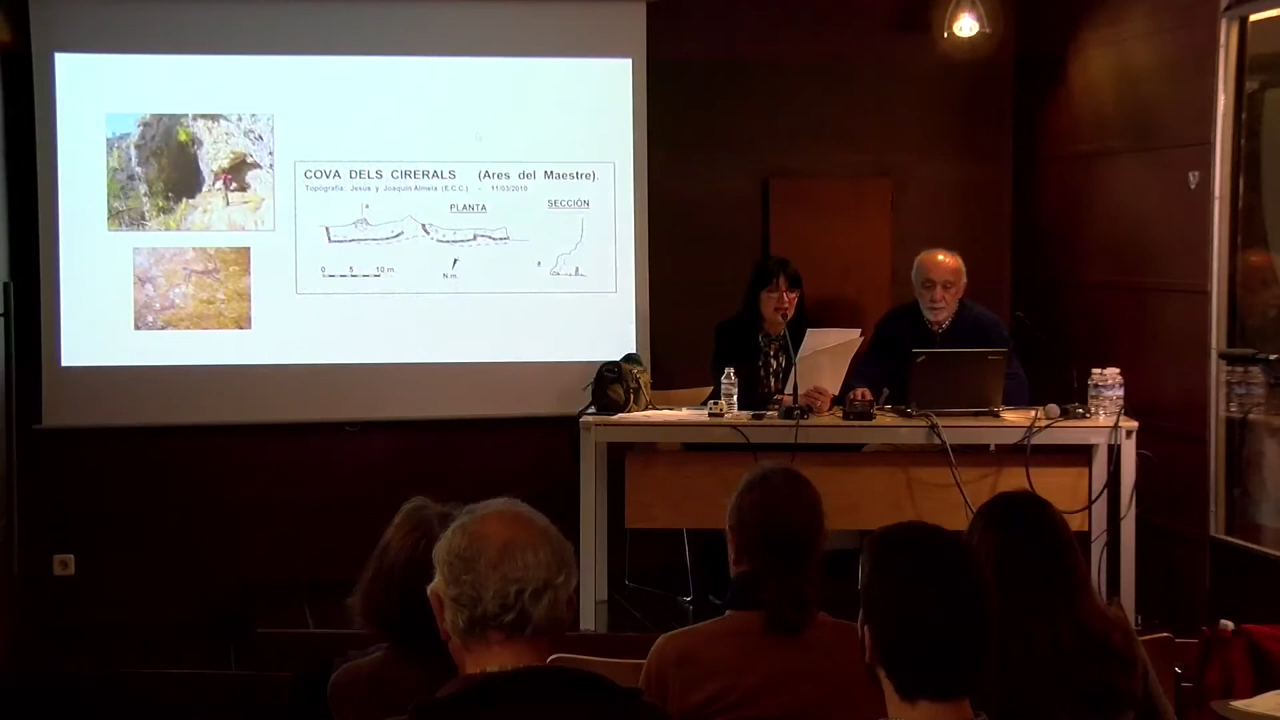 COVA DELS CIRERALS (Ares del Maestre).
Topografía: Jesús y Joaquín Almela (E.C.C.) - 11/03/2010
PLANTA
SECCIÓN
a
a
0 5 10 m.
N.m.